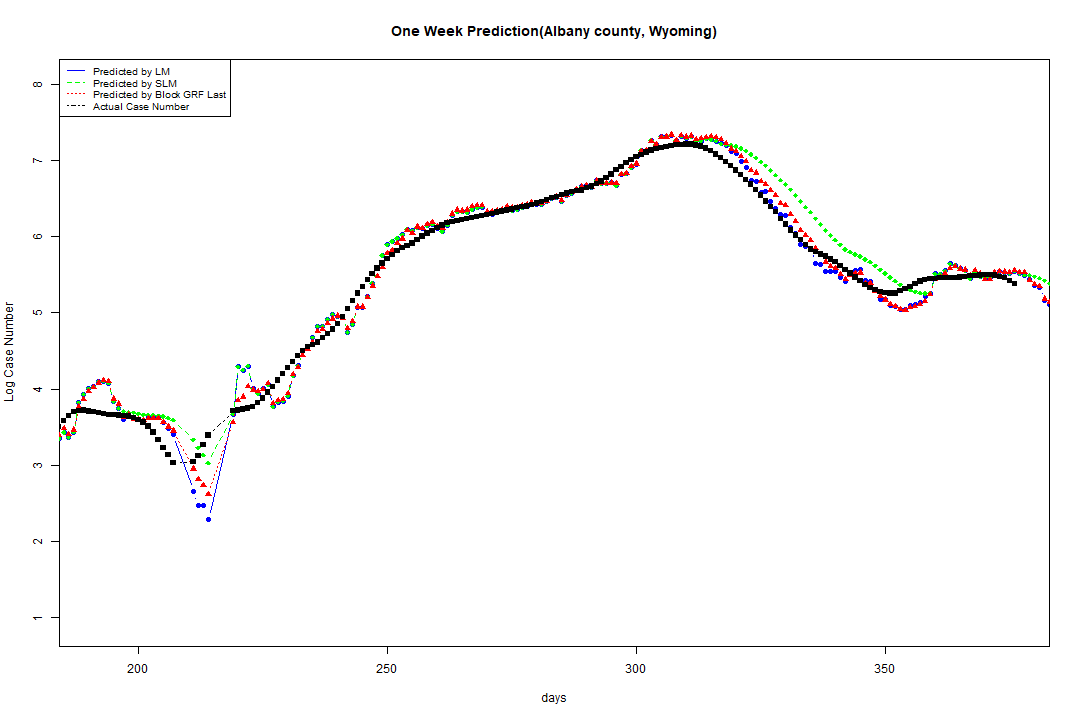 One Week Prediction(Albany county, Wyoming)
Predicted by LM
Predicted by SLM
Predicted by Block GRF Last
Actual Case Number
8
7
6
5
4
3
2
1
Log Case Number
200 250 300 350
days